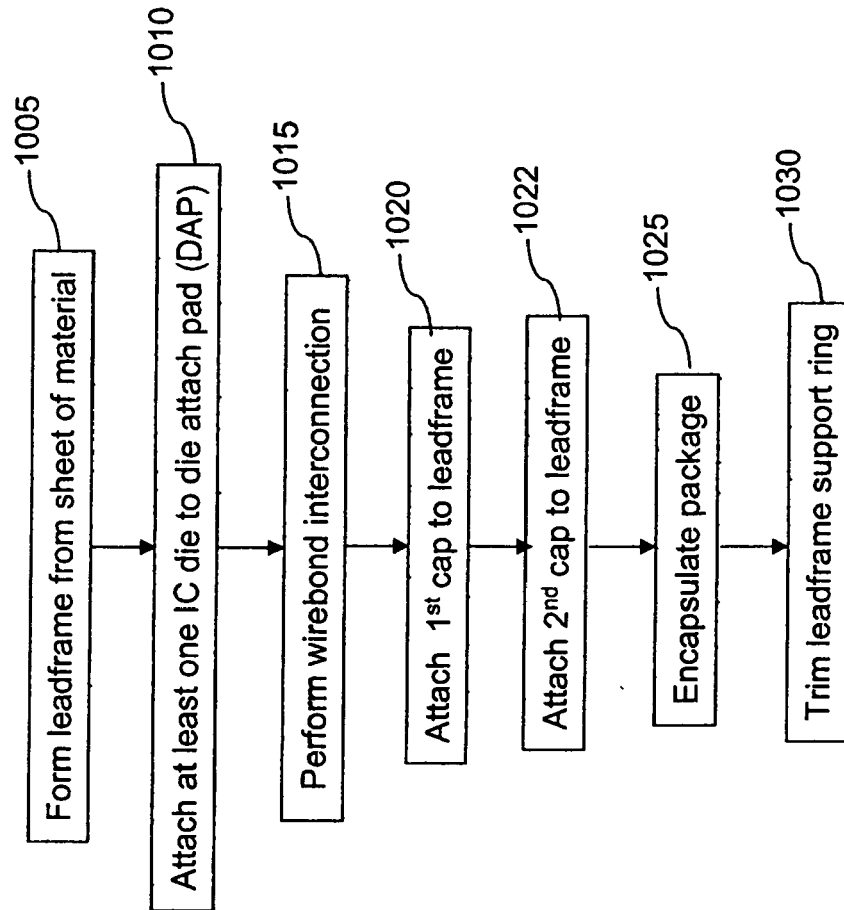 Form leadframe from sheet of material
1005
Attach at least one IC die to die attach pad (DAP)
1010
Perform wirebond interconnection
1015
Attach 1st cap to leadframe
1020
Attach 2nd cap to leadframe
1022
Encapsulate package
1025
Trim leadframe support ring
1030